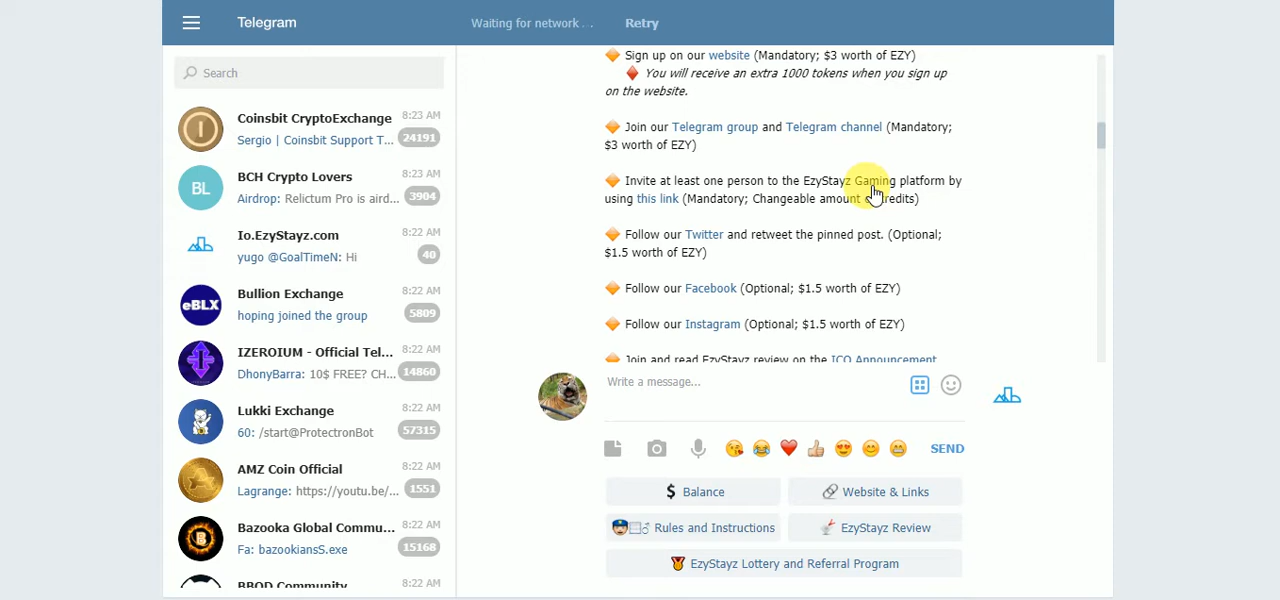 Telegram
Waiting for network . .
Retry
Search
Coinsbit CryptoExchange 8:23 AM
Sergio | Coinsbit Support T... 24191
BCH Crypto Lovers 8:23 AM
BL
Airdrop: Relictum Pro is aird... 3904
Io.EzyStayz.com 8:22 AM
yugo @GoalTimeN: Hi 40
Bullion Exchange 8:22 AM
eBLX
hoping joined the group 5809
IZEROIUM - Official Tel... 8:22 AM
DhonyBarra: 10$ FREE? CH... 14860
Lukki Exchange 8:22 AM
60: /start@ProtectronBot 57315
AMZ Coin Official 8:22 AM
Lagrange: https://youtu.be/... 1551
Bazooka Global Commu... 8:22 AM
Fa: bazookiansS.exe 15168
BBOD Community 8:22 AM
Sign up on our website (Mandatory; $3 worth of EZY)
You will receive an extra 1000 tokens when you sign up
on the website.
Join our Telegram group and Telegram channel (Mandatory;
$3 worth of EZY)
Invite at least one person to the EzyStayz Gaming platform by
using this link (Mandatory; Changeable amount credits)
Follow our Twitter and retweet the pinned post. (Optional;
$1.5 worth of EZY)
Follow our Facebook (Optional; $1.5 worth of EZY)
Follow our Instagram (Optional; $1.5 worth of EZY)
Join and read EzyStayz review on the ICO Announcement
Write a message...
SEND
$ Balance
Website & Links
Rules and Instructions
EzyStayz Review
EzyStayz Lottery and Referral Program